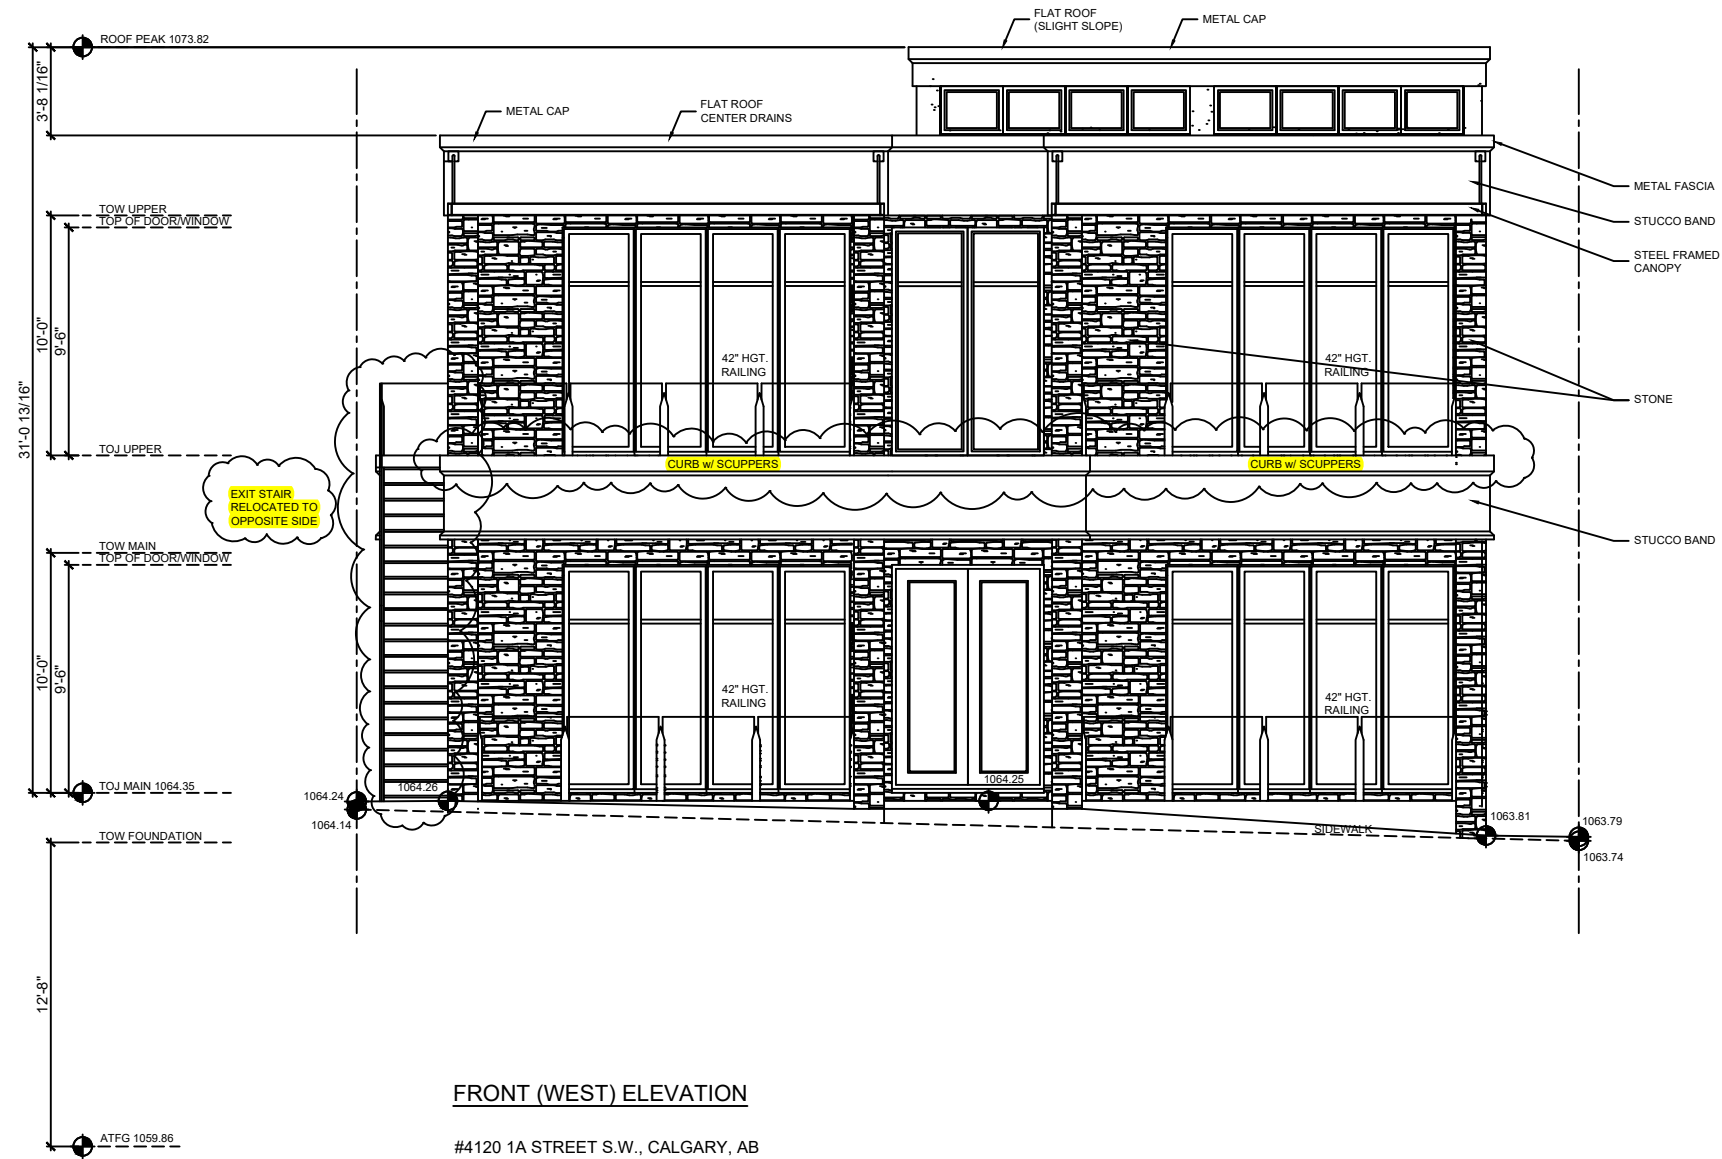 FLAT ROOF
(SLIGHT SLOPE)
METAL CAP
ROOF PEAK 1073.82
3'-8 1/16"
METAL CAP
FLAT ROOF
CENTER DRAINS
METAL FASCIA
TOW UPPER
TOP OF DOOR/WINDOW
STUCCO BAND
STEEL FRAMED
CANOPY
10'-0"
9'-6"
42" HGT.
RAILING
42" HGT.
RAILING
31'-0 13/16"
STONE
TOJ UPPER
CURB w/ SCUPPERS
CURB w/ SCUPPERS
EXIT STAIR
RELOCATED TO
OPPOSITE SIDE
STUCCO BAND
TOW MAIN
TOP OF DOOR/WINDOW
10'-0"
9'-6"
42" HGT.
RAILING
42" HGT.
RAILING
TOJ MAIN 1064.35
1064.24
1064.26
1064.25
1064.14
1063.81
1063.79
SIDEWALK
1063.74
TOW FOUNDATION
12'-8"
FRONT (WEST) ELEVATION
ATFG 1059.86
#4120 1A STREET S.W., CALGARY, AB